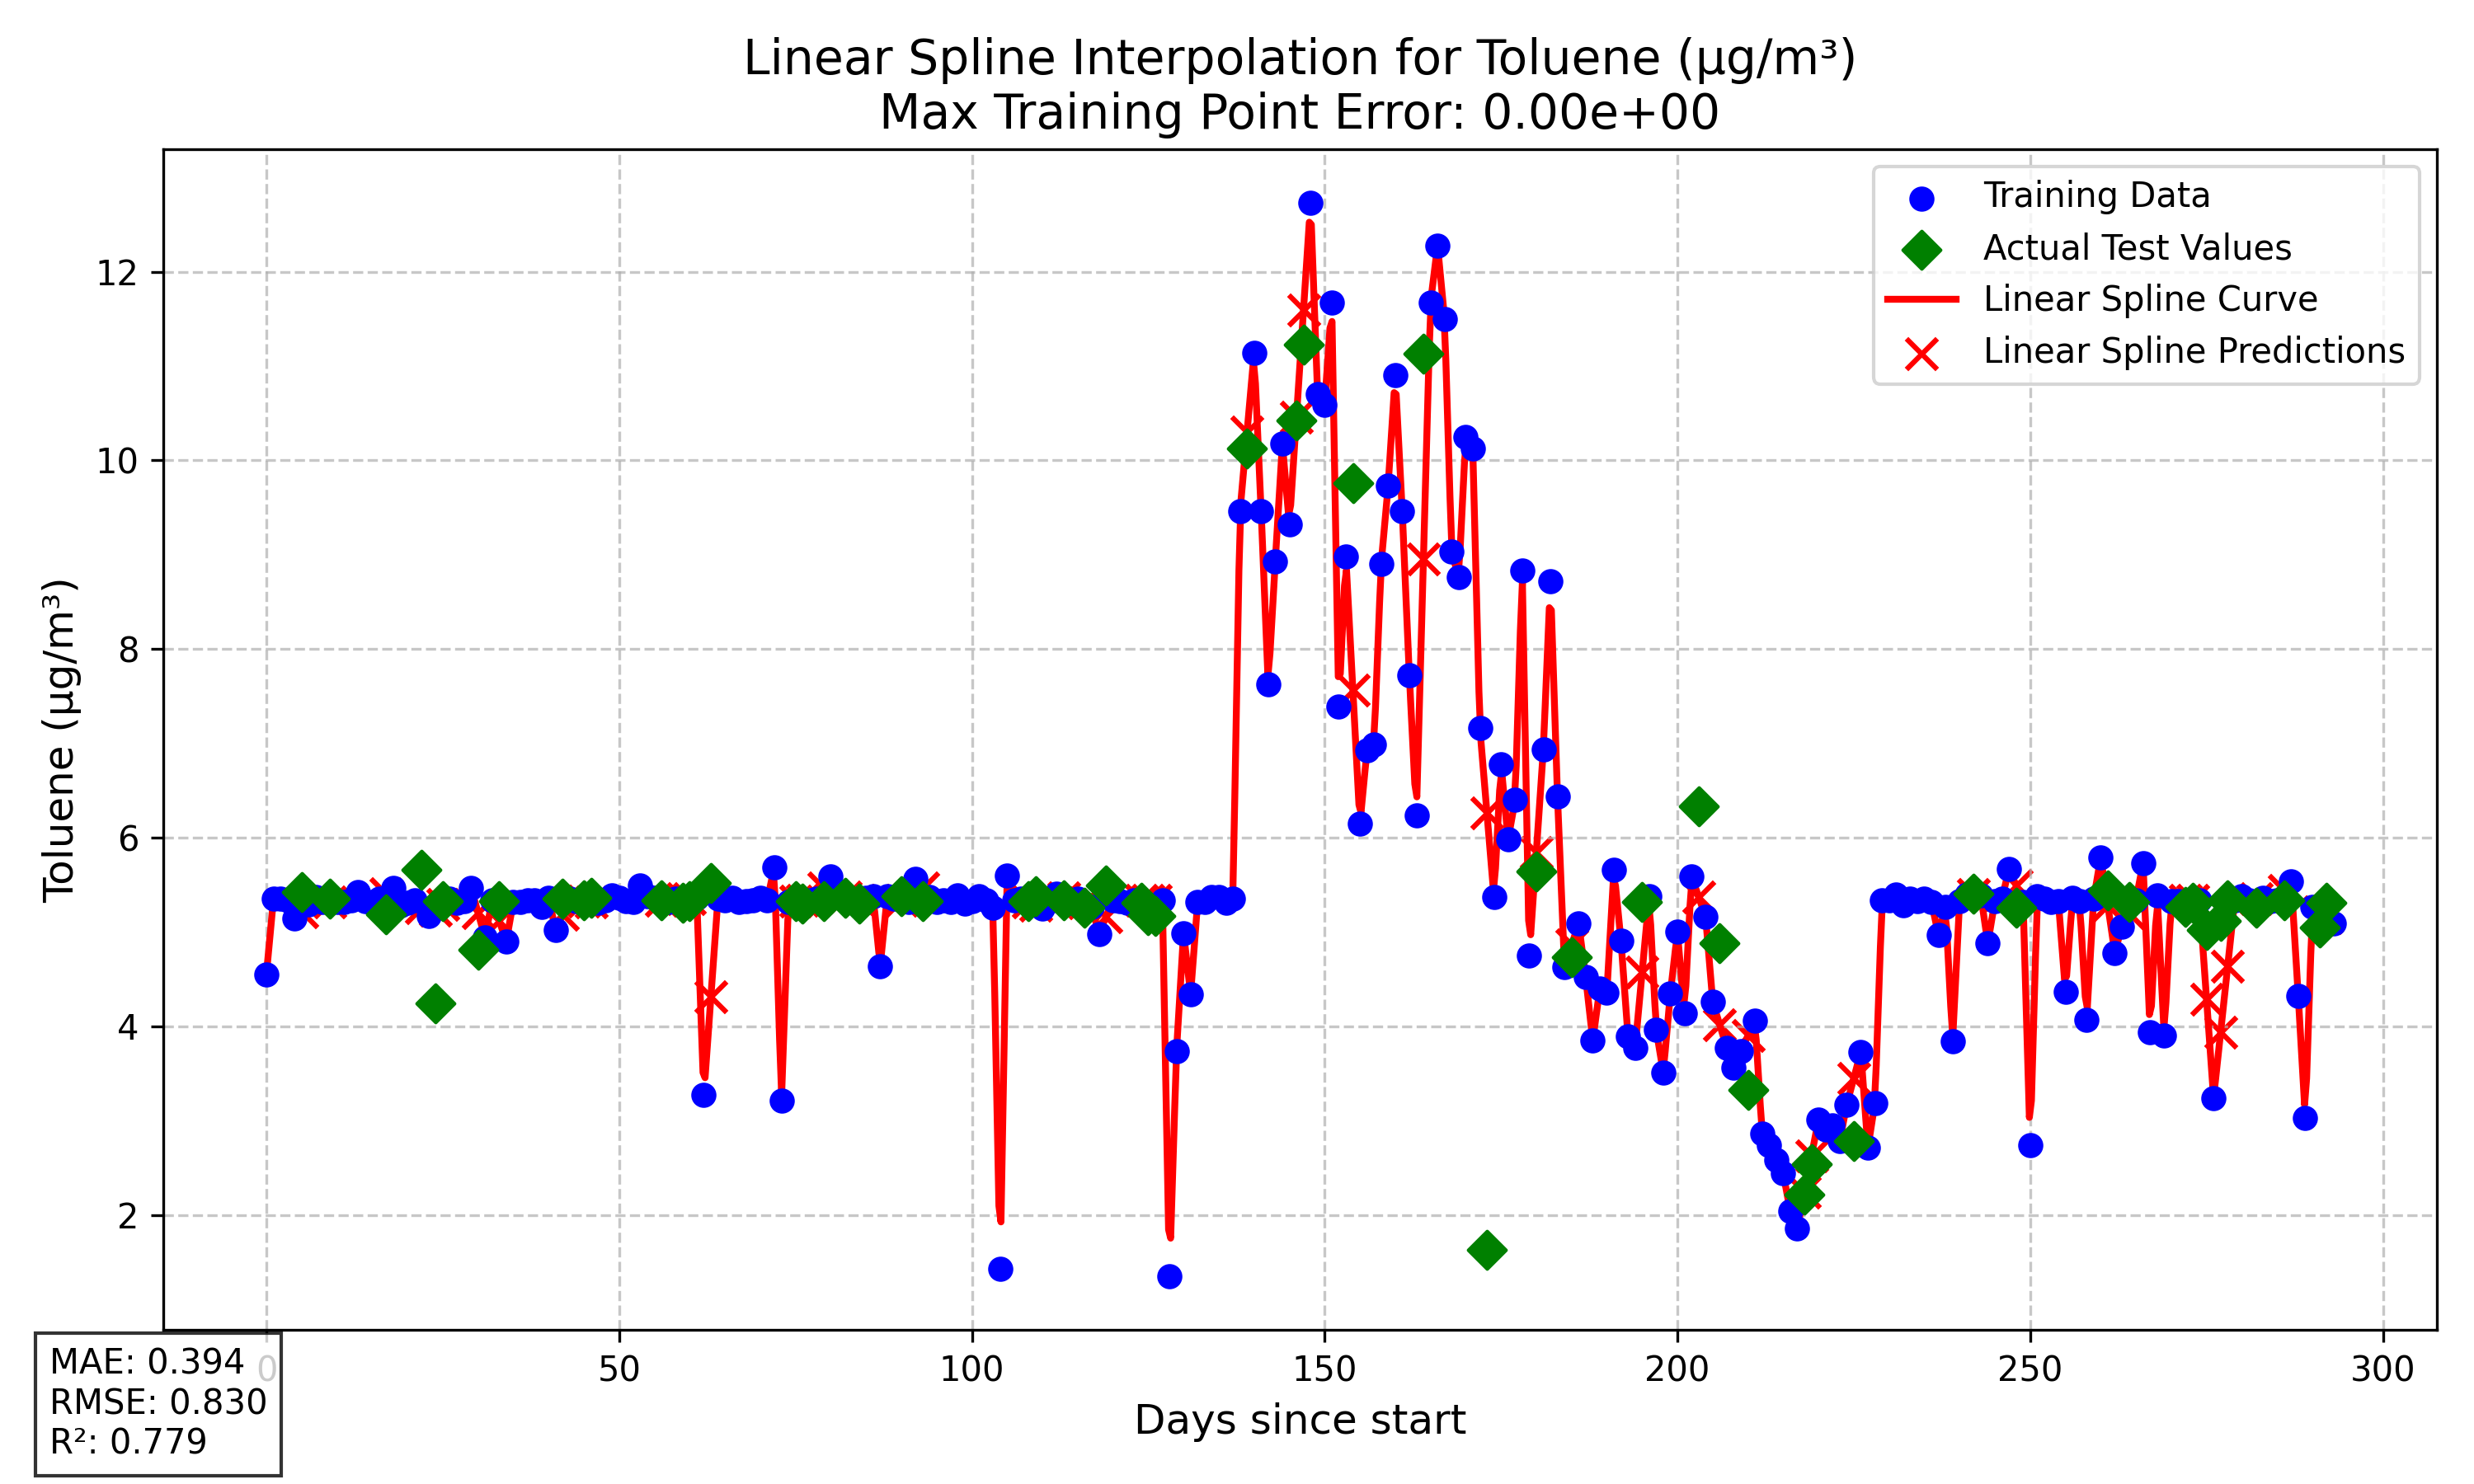 Linear Spline Interpolation for Toluene (µg/m³)
Max Training Point Error: 0.00e+00
Training Data
Actual Test Values
Linear Spline Curve
Linear Spline Predictions
Toluene (µg/m³)
12
10
8
6
4
2
0
50
100
150
200
250
300
Days since start
MAE: 0.394
RMSE: 0.830
R²: 0.779